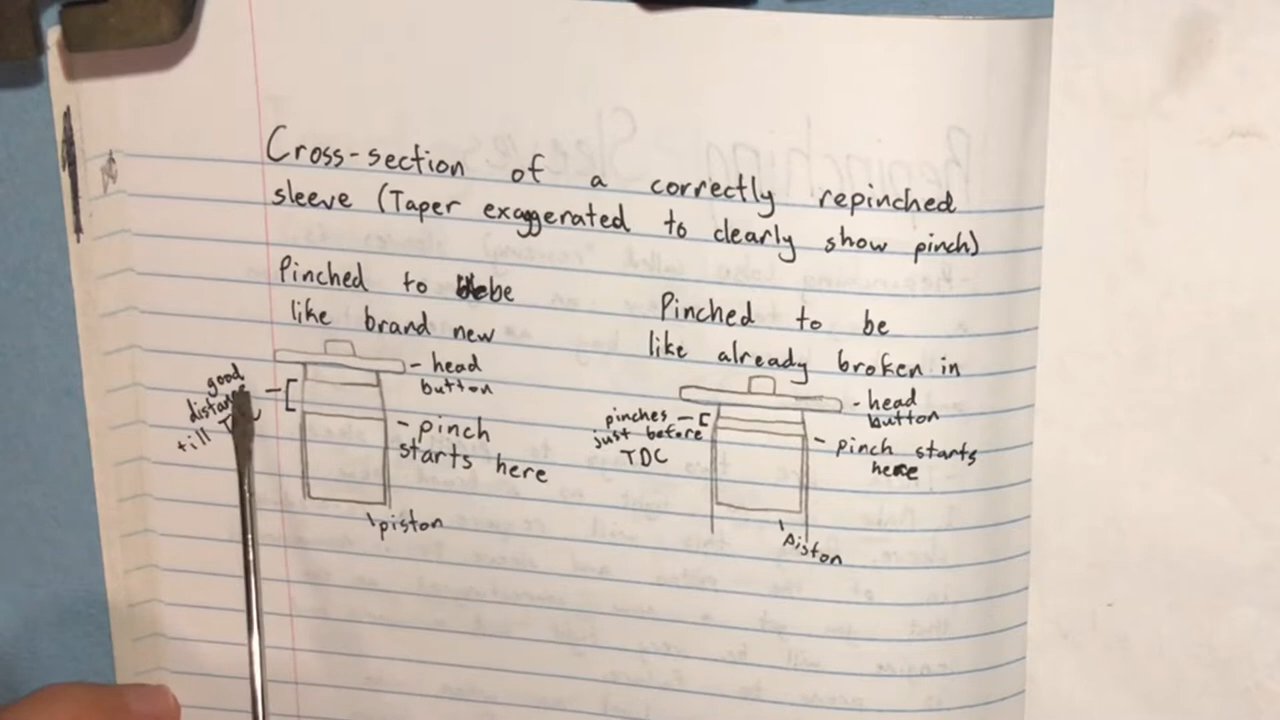 Cross-section of a correctly repinched
sleeve (Taper exaggerated to clearly show pinch)
Pinched to be
like brand new
good
till
- head
button
- pinch
starts here
piston
Pinched to be
like already broken in
pinches
just before
TDC
- head
button
- pinch starts
here
piston